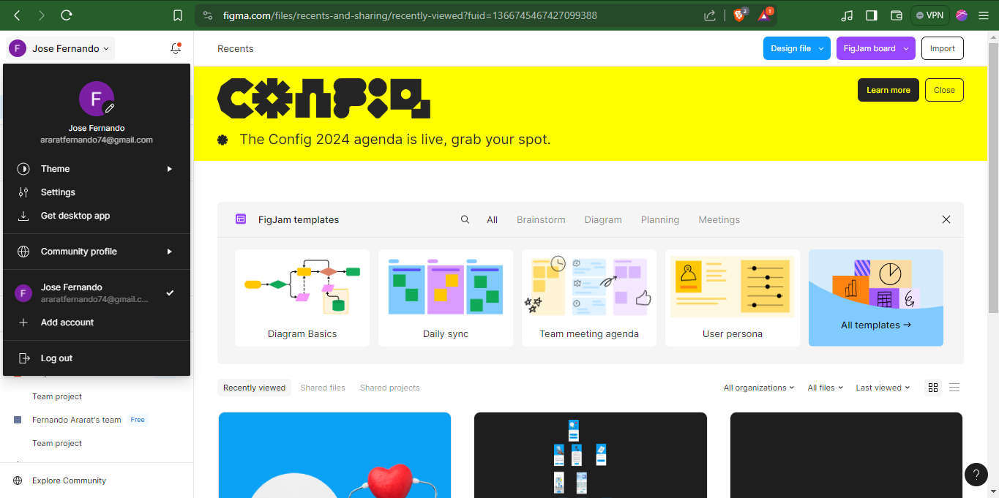 figma.com/files/recents-and-sharing/recently-viewed?fuid=1366745467427099388
2
1
VPN
F
Jose Fernando
Recents
Design file
FigJam board
Import
F
Jose Fernando
araratfernando74@gmail.com
Theme
Settings
Get desktop app
Community profile
F
Jose Fernando
araratfernando74@gmail.c...
Add account
Log out
Team project
Fernando Ararat's team
Free
Team project
Explore Community
CONFIG
Learn more
Close
The Config 2024 agenda is live, grab your spot.
FigJam templates
All
Brainstorm
Diagram
Planning
Meetings
Diagram Basics
Daily sync
Team meeting agenda
User persona
All templates →
Recently viewed
Shared files
Shared projects
All organizations
All files
Last viewed
?